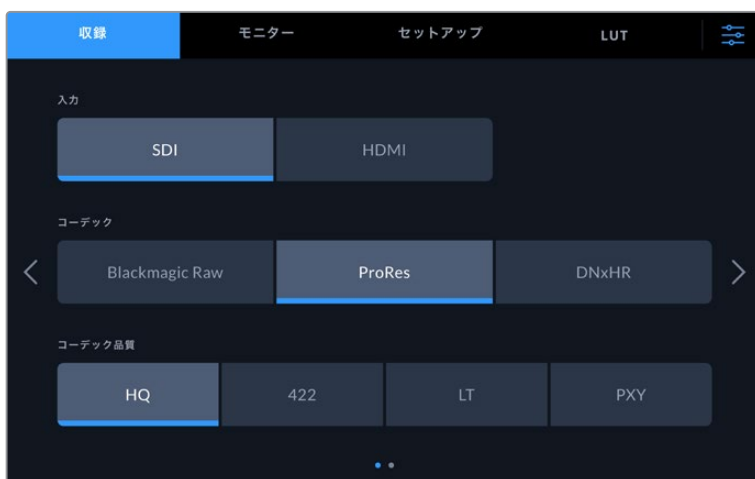 収録 モニター セットアップ LUT
入力
SDI HDMI
コーデック
Blackmagic Raw ProRes DNxHR
コーデック品質
HQ 422 LT PXY